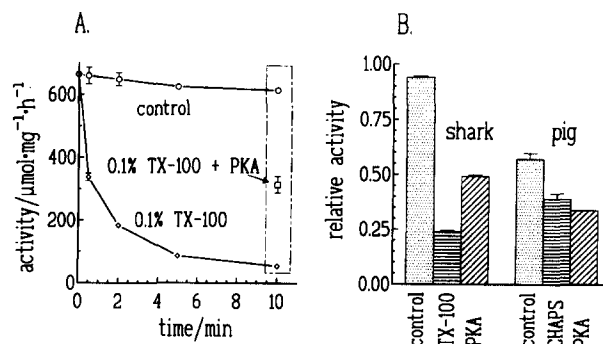 A.
activity/μmol·mg⁻¹·h⁻¹
600
400
200
0
control
0.1% TX-100 + PKA
0.1% TX-100
0 2 4 6 8 10
time/min
B.
relative activity
1.00
0.75
0.50
0.25
0.00
shark
pig
control
TX-100
PKA
control
CHAPS
PKA